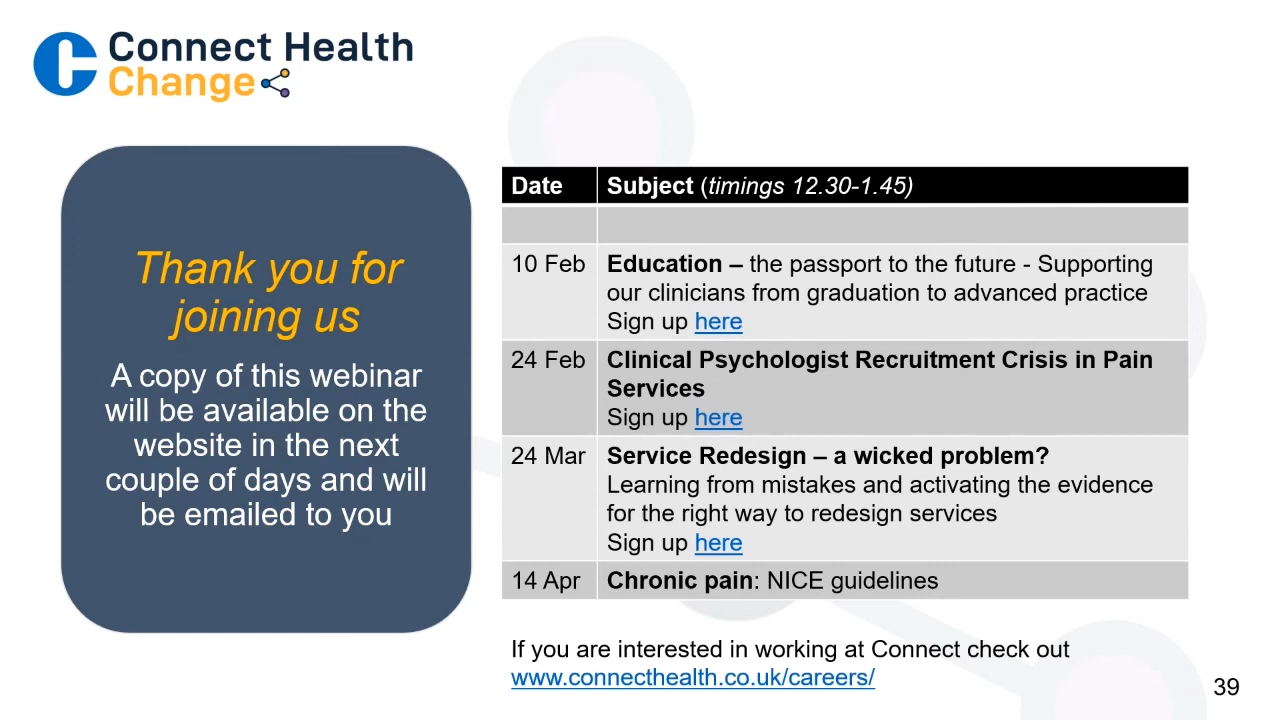 Connect Health
Change
Thank you for
joining us
A copy of this webinar
will be available on the
website in the next
couple of days and will
be emailed to you
Date Subject (timings 12.30-1.45)
10 Feb Education – the passport to the future - Supporting
our clinicians from graduation to advanced practice
Sign up here
24 Feb Clinical Psychologist Recruitment Crisis in Pain
Services
Sign up here
24 Mar Service Redesign – a wicked problem?
Learning from mistakes and activating the evidence
for the right way to redesign services
Sign up here
14 Apr Chronic pain: NICE guidelines
If you are interested in working at Connect check out
www.connecthealth.co.uk/careers/
39